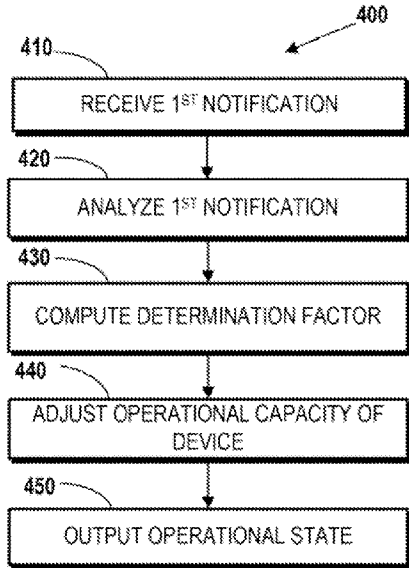 400
410
RECEIVE 1ST NOTIFICATION
420
ANALYZE 1ST NOTIFICATION
430
COMPUTE DETERMINATION FACTOR
440
ADJUST OPERATIONAL CAPACITY OF
DEVICE
450
OUTPUT OPERATIONAL STATE